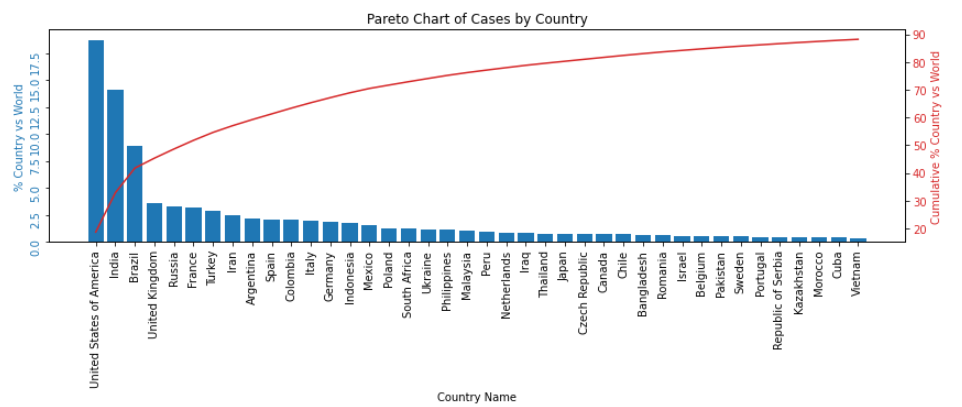 Pareto Chart of Cases by Country
% Country vs World
17.5
15.0
12.5
10.0
7.5
5.0
2.5
0.0
90
80
70
60
50
40
30
20
Cumulative % Country vs World
United States of America
India
Brazil
United Kingdom
Russia
France
Turkey
Iran
Argentina
Spain
Colombia
Italy
Germany
Indonesia
Mexico
Poland
South Africa
Ukraine
Philippines
Malaysia
Peru
Netherlands
Iraq
Thailand
Japan
Czech Republic
Canada
Chile
Bangladesh
Romania
Israel
Belgium
Pakistan
Sweden
Portugal
Republic of Serbia
Kazakhstan
Morocco
Cuba
Vietnam
Country Name